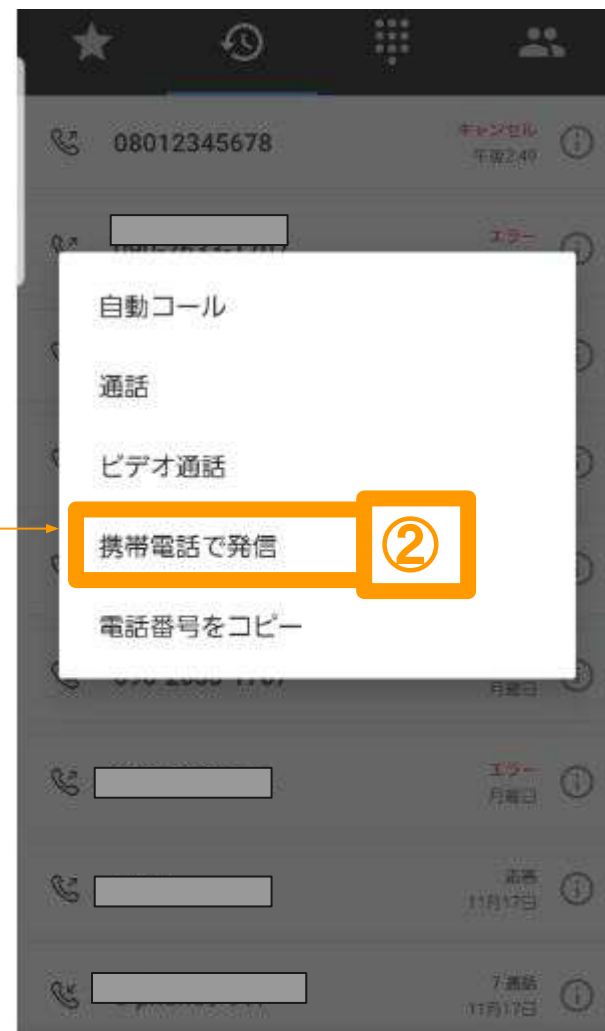 08012345678
キャンセル
午後2:49
エラー
自動コール
通話
ビデオ通話
携帯電話で発信
②
電話番号をコピー
月曜日
エラー
月曜日
応答
11月17日
7 通話
11月17日